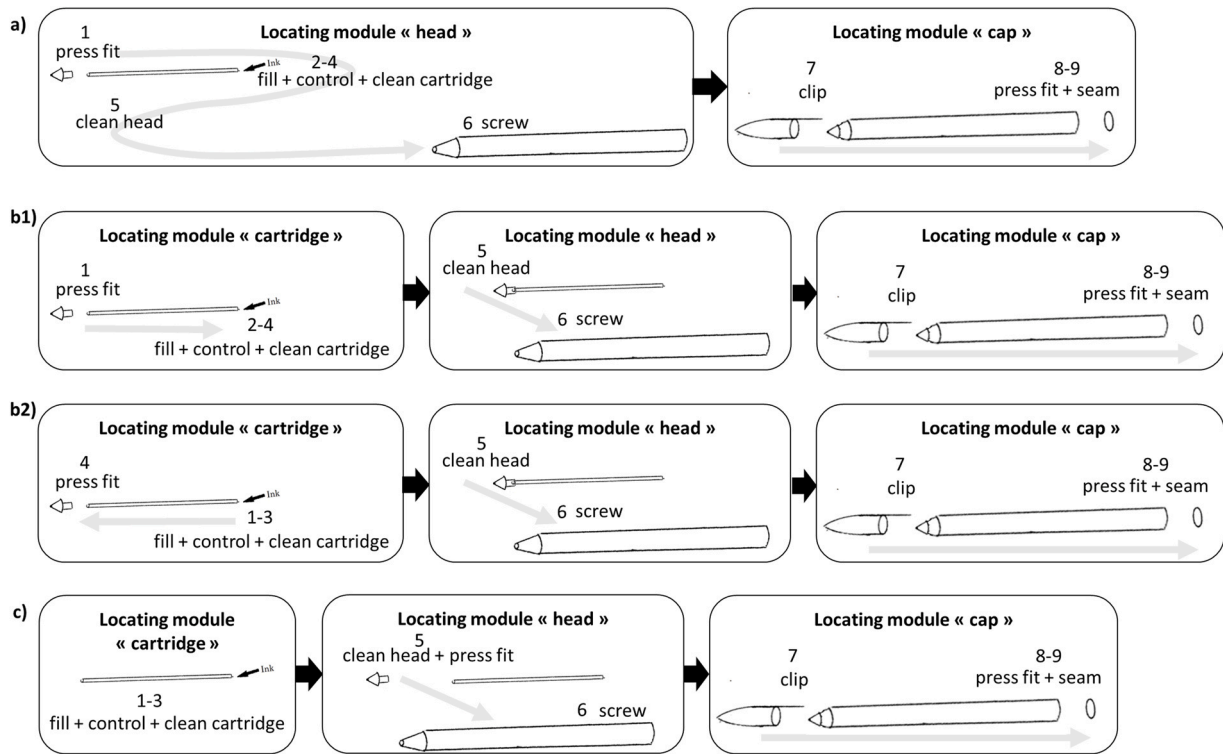 a)
Locating module « head »
1
press fit
Ink
2-4
fill + control + clean cartridge
5
clean head
6 screw
Locating module « cap »
7
clip
8-9
press fit + seam
b1)
Locating module « cartridge »
1
press fit
Ink
2-4
fill + control + clean cartridge
Locating module « head »
5
clean head
6 screw
Locating module « cap »
7
clip
8-9
press fit + seam
b2)
Locating module « cartridge »
4
press fit
Ink
1-3
fill + control + clean cartridge
Locating module « head »
5
clean head
6 screw
Locating module « cap »
7
clip
8-9
press fit + seam
c)
Locating module
« cartridge »
Ink
1-3
fill + control + clean cartridge
Locating module « head »
5
clean head + press fit
6 screw
Locating module « cap »
7
clip
8-9
press fit + seam